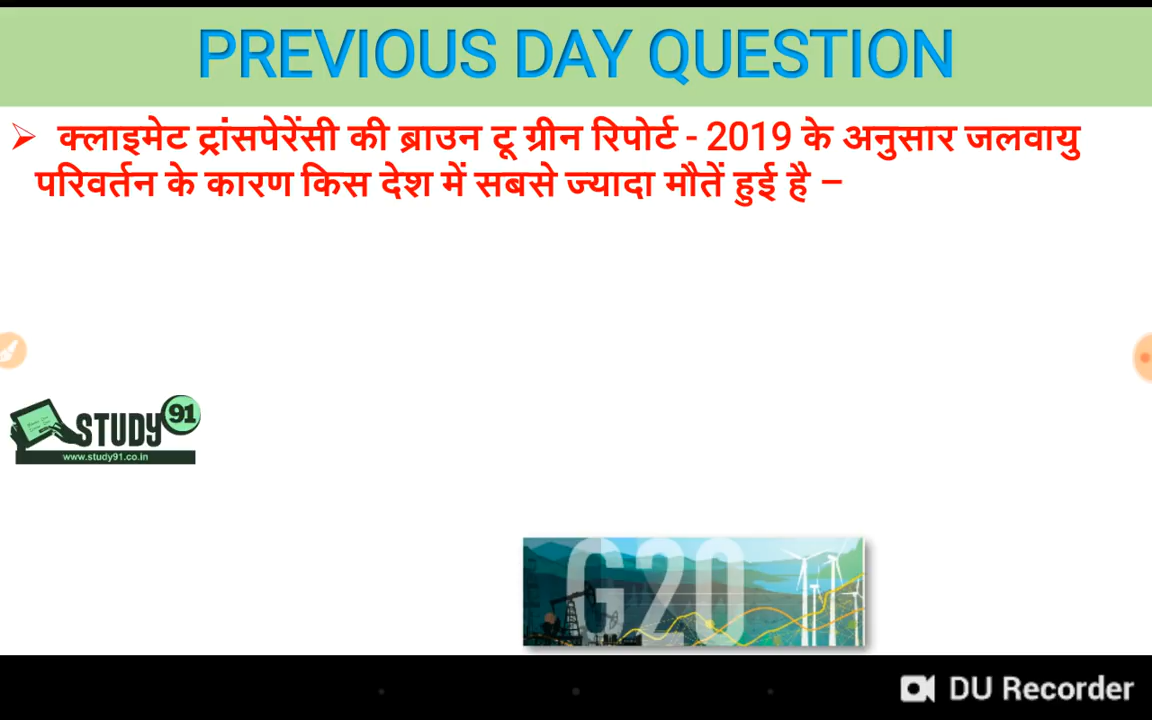 PREVIOUS DAY QUESTION
➢ क्लाइमेट ट्रांसपेरेंसी की ब्राउन टू ग्रीन रिपोर्ट - 2019 के अनुसार जलवायु
परिवर्तन के कारण किस देश में सबसे ज्यादा मौतें हुई है –
STUDY 91
www.study91.co.in
G20
DU Recorder